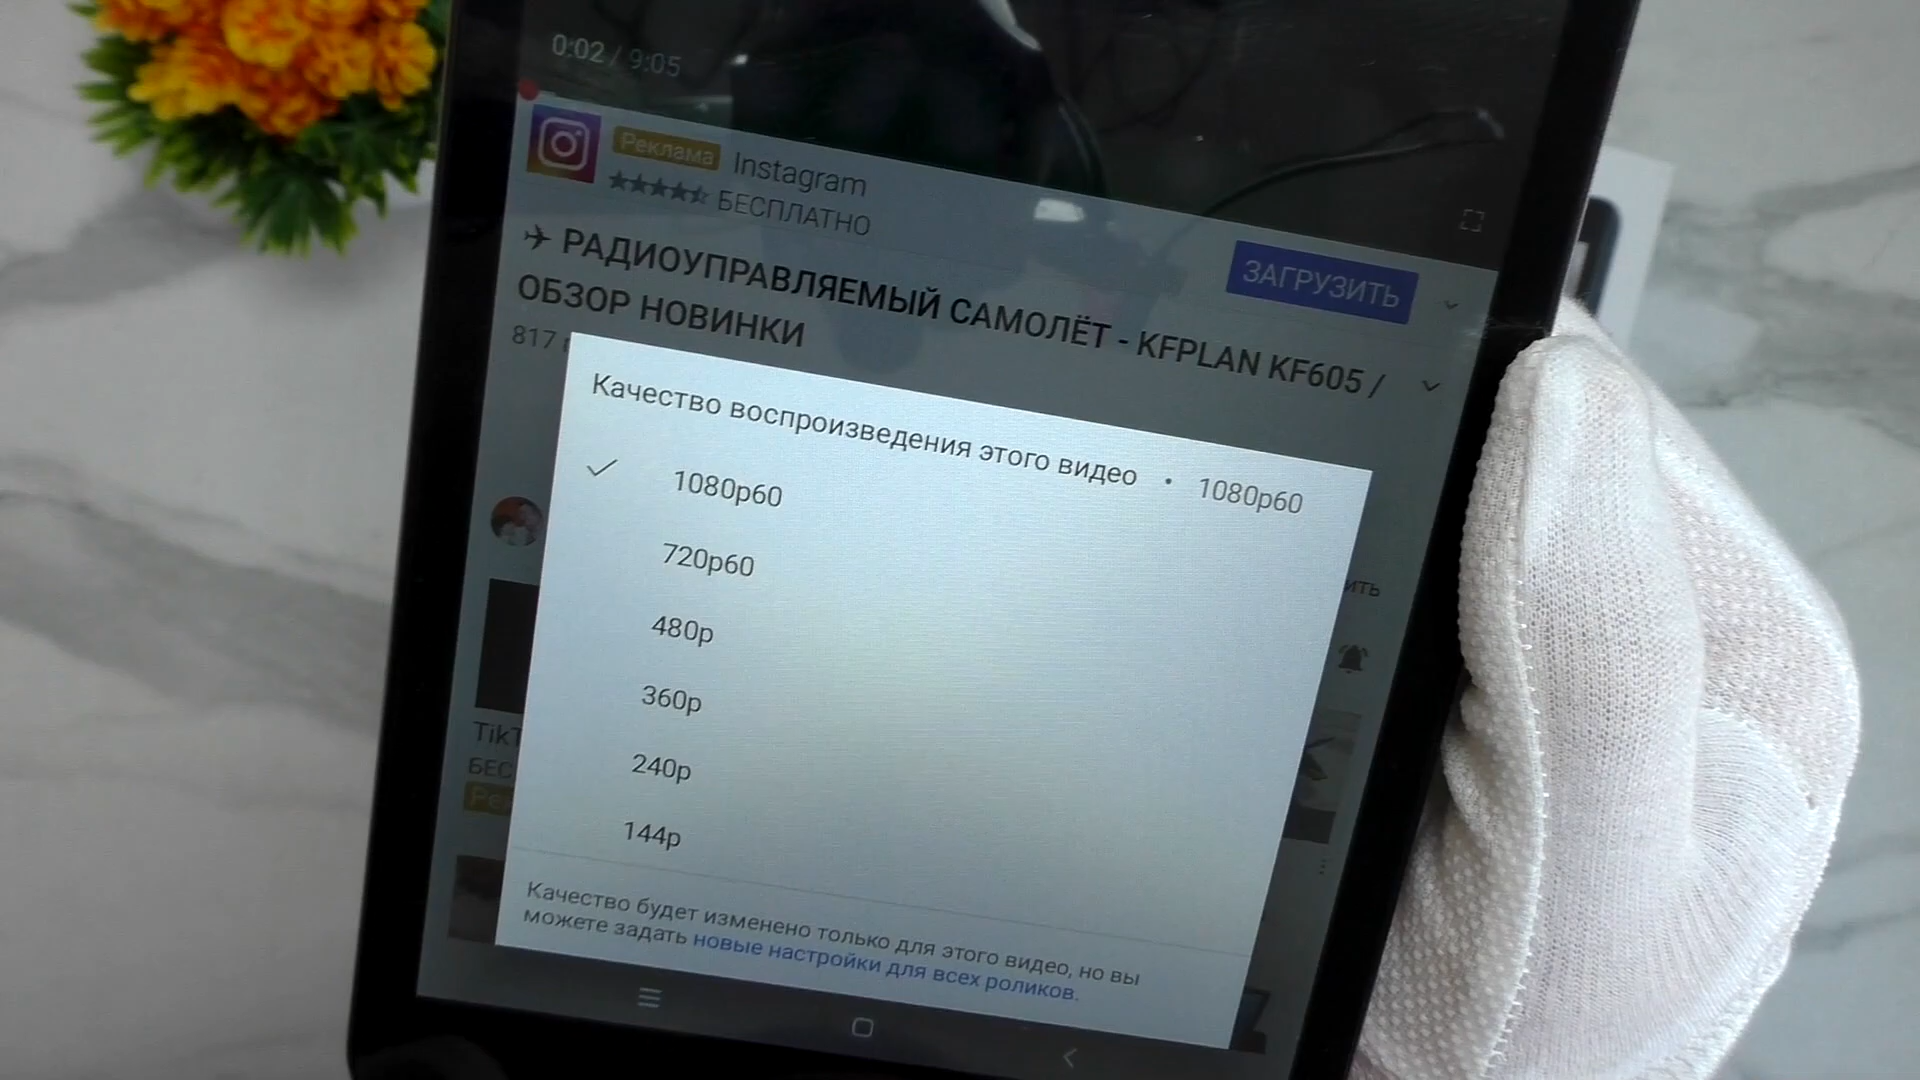 0:02 / 9:05
Реклама Instagram
БЕСПЛАТНО
ЗАГРУЗИТЬ
✈ РАДИОУПРАВЛЯЕМЫЙ САМОЛЁТ - KFPLAN KF605 /
ОБЗОР НОВИНКИ
817
Качество воспроизведения этого видео • 1080p60
1080p60
720p60
480p
360p
240p
144p
Качество будет изменено только для этого видео, но вы
можете задать новые настройки для всех роликов.